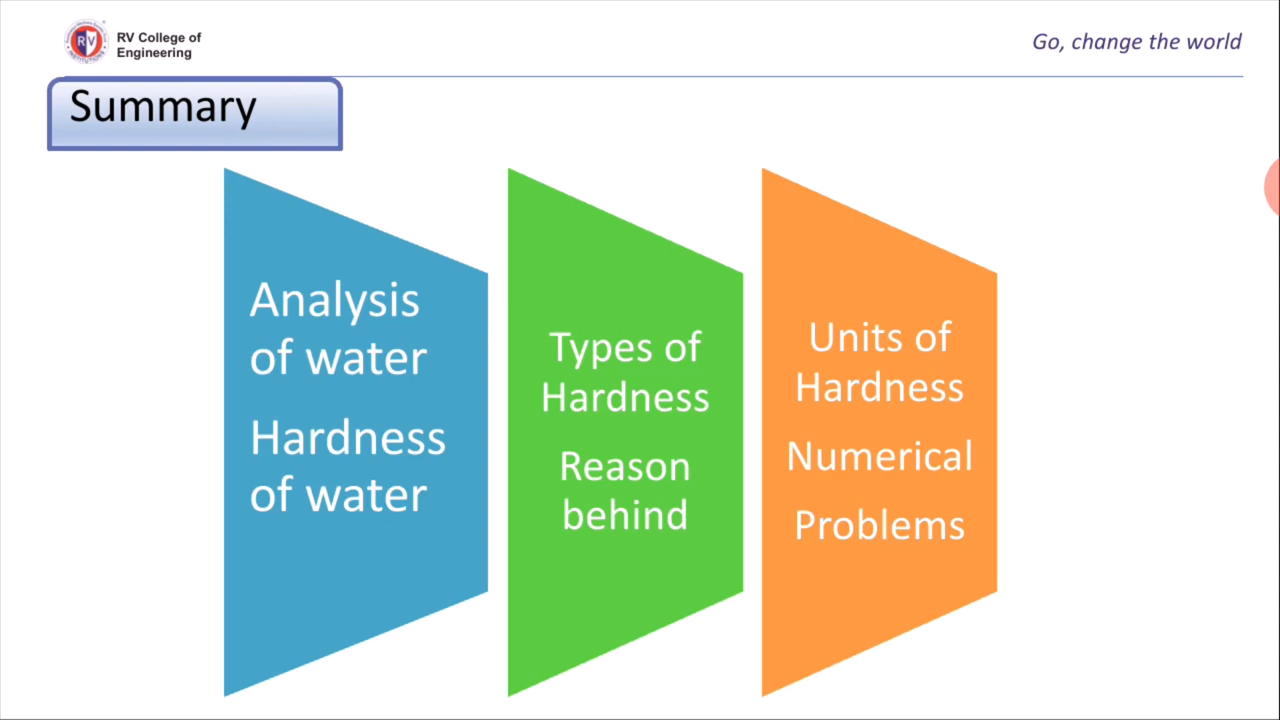 RV College of
Engineering
Go, change the world
Summary
Analysis
of water
Hardness
of water
Types of
Hardness
Reason
behind
Units of
Hardness
Numerical
Problems